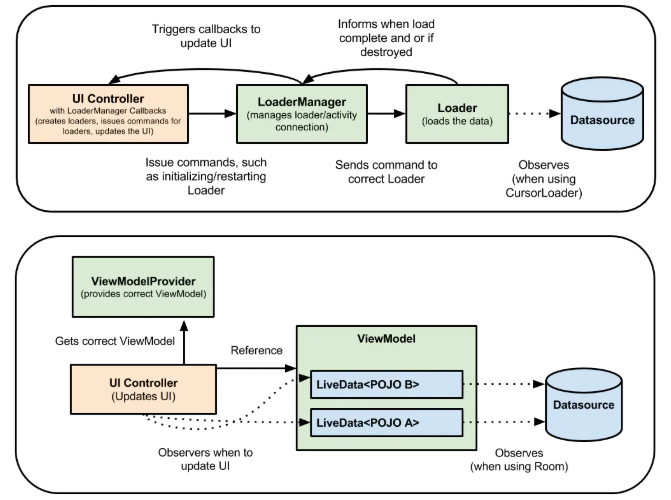 Triggers callbacks to
update UI
Informs when load
complete and or if
destroyed
UI Controller
with LoaderManager Callbacks
(creates loaders, issues commands for
loaders, updates the UI)
LoaderManager
(manages loader/activity
connection)
Loader
(loads the data)
Datasource
Issue commands, such
as initializing/restarting
Loader
Sends command to
correct Loader
Observes
(when using
CursorLoader)
ViewModelProvider
(provides correct ViewModel)
Gets correct ViewModel
Reference
ViewModel
UI Controller
(Updates UI)
LiveData<POJO B>
LiveData<POJO A>
Datasource
Observers when to
update UI
Observes
(when using Room)